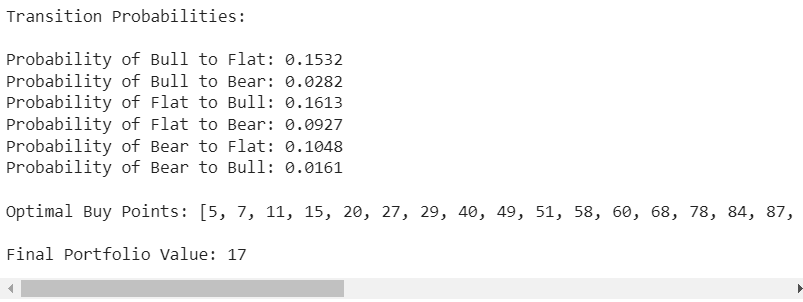 Transition Probabilities:
Probability of Bull to Flat: 0.1532
Probability of Bull to Bear: 0.0282
Probability of Flat to Bull: 0.1613
Probability of Flat to Bear: 0.0927
Probability of Bear to Flat: 0.1048
Probability of Bear to Bull: 0.0161
Optimal Buy Points: [5, 7, 11, 15, 20, 27, 29, 40, 49, 51, 58, 60, 68, 78, 84, 87,
Final Portfolio Value: 17